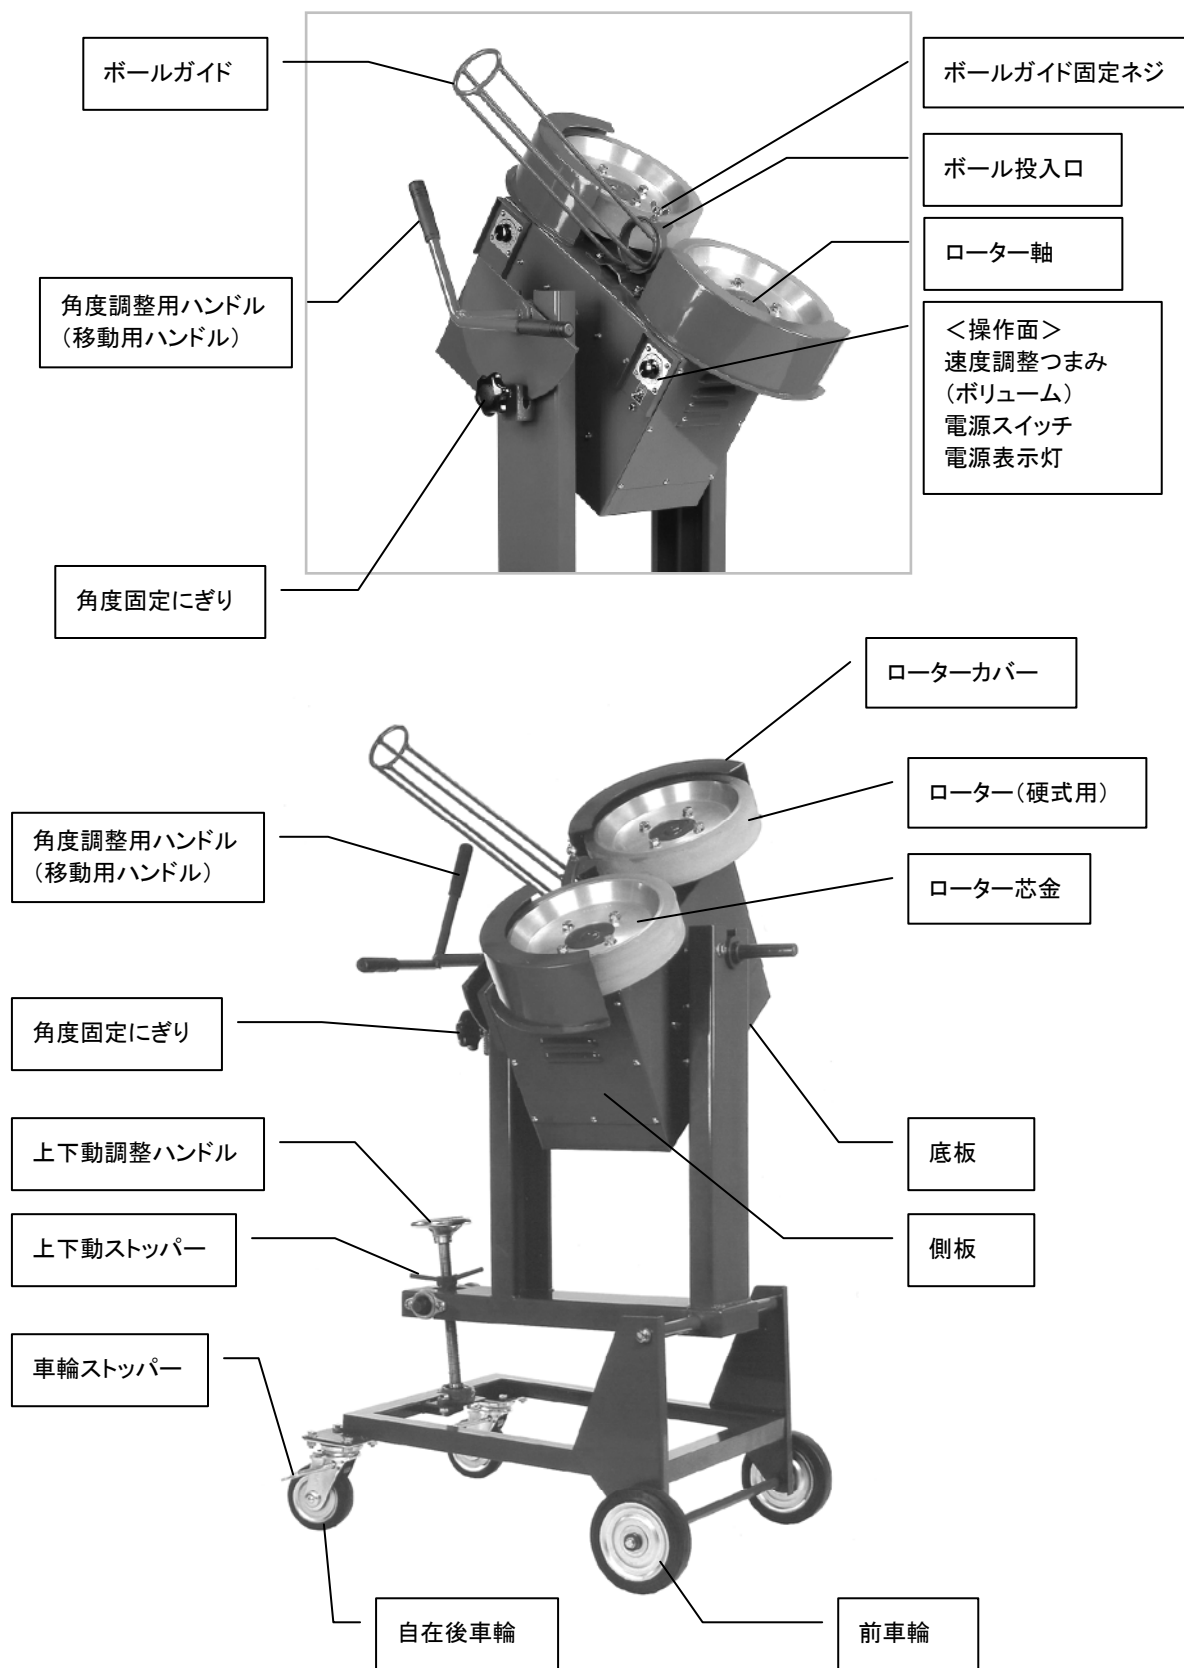 ボールガイド
ボールガイド固定ネジ
ボール投入口
ローター軸
角度調整用ハンドル
（移動用ハンドル）
＜操作面＞
速度調整つまみ
（ボリューム）
電源スイッチ
電源表示灯
角度固定にぎり
ローターカバー
ローター（硬式用）
角度調整用ハンドル
（移動用ハンドル）
ローター芯金
角度固定にぎり
上下動調整ハンドル
底板
上下動ストッパー
側板
車輪ストッパー
自在後車輪
前車輪